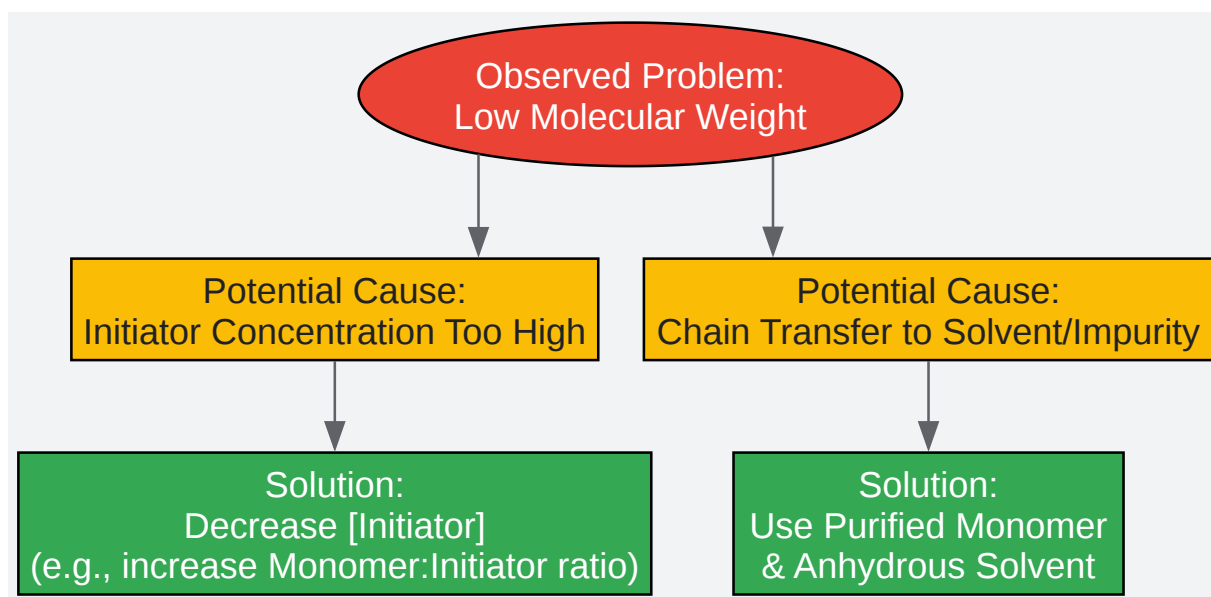 Observed Problem:
Low Molecular Weight
Potential Cause:
Initiator Concentration Too High
Potential Cause:
Chain Transfer to Solvent/Impurity
Solution:
Decrease [Initiator]
(e.g., increase Monomer:Initiator ratio)
Solution:
Use Purified Monomer
& Anhydrous Solvent